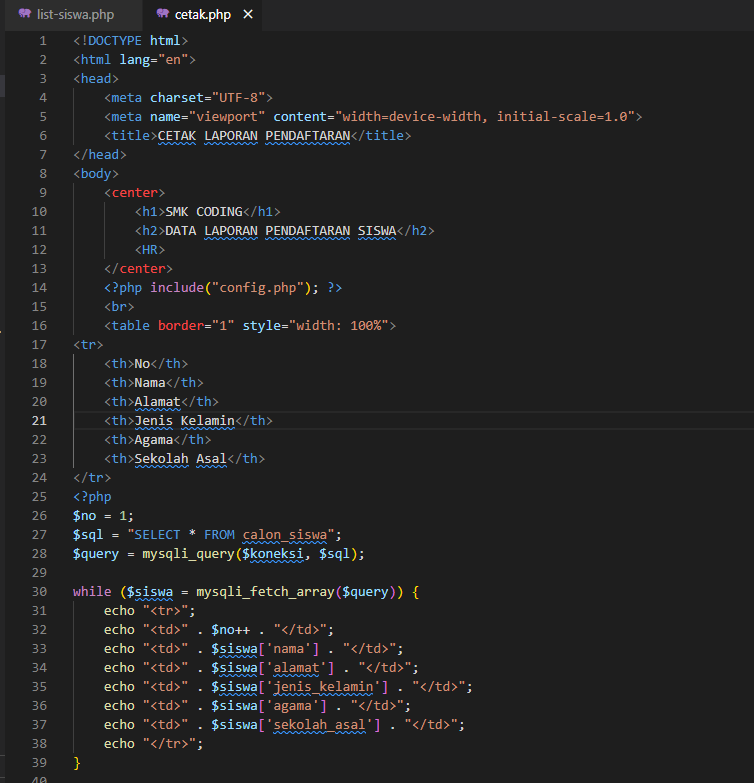 list-siswa.php cetak.php ×
1 <!DOCTYPE html>
2 <html lang="en">
3 <head>
4     <meta charset="UTF-8">
5     <meta name="viewport" content="width=device-width, initial-scale=1.0">
6     <title>CETAK LAPORAN PENDAFTARAN</title>
7 </head>
8 <body>
9     <center>
10         <h1>SMK CODING</h1>
11         <h2>DATA LAPORAN PENDAFTARAN SISWA</h2>
12         <HR>
13     </center>
14     <?php include("config.php"); ?>
15     <br>
16     <table border="1" style="width: 100%">
17 <tr>
18     <th>No</th>
19     <th>Nama</th>
20     <th>Alamat</th>
21     <th>Jenis Kelamin</th>
22     <th>Agama</th>
23     <th>Sekolah Asal</th>
24 </tr>
25 <?php
26 $no = 1;
27 $sql = "SELECT * FROM calon_siswa";
28 $query = mysqli_query($koneksi, $sql);
29
30 while ($siswa = mysqli_fetch_array($query)) {
31     echo "<tr>";
32     echo "<td>" . $no++ . "</td>";
33     echo "<td>" . $siswa['nama'] . "</td>";
34     echo "<td>" . $siswa['alamat'] . "</td>";
35     echo "<td>" . $siswa['jenis_kelamin'] . "</td>";
36     echo "<td>" . $siswa['agama'] . "</td>";
37     echo "<td>" . $siswa['sekolah_asal'] . "</td>";
38     echo "</tr>";
39 }
40